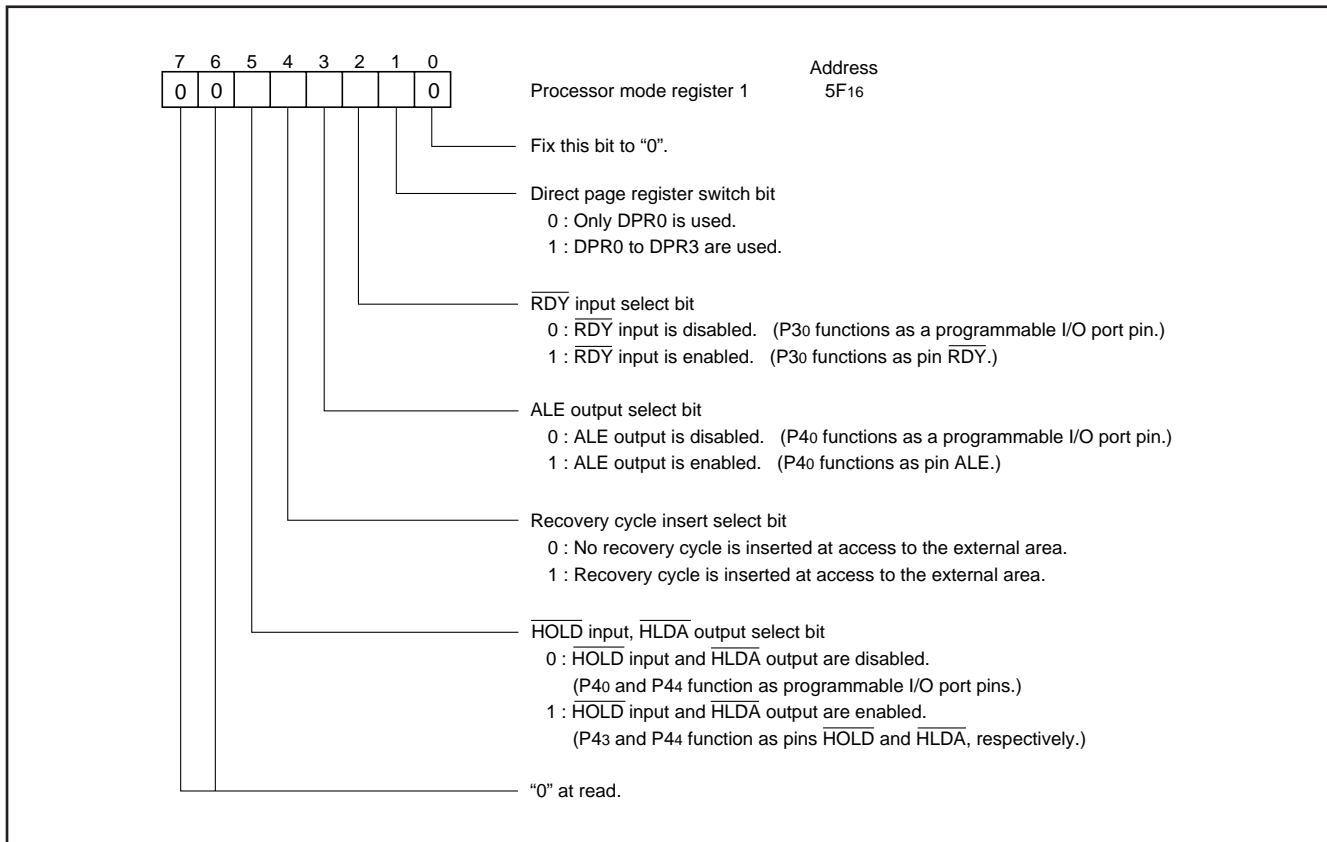 7 6 5 4 3 2 1 0
Address
0 0 0
Processor mode register 1 5F16
Fix this bit to “0”.
Direct page register switch bit
0 : Only DPR0 is used.
1 : DPR0 to DPR3 are used.
RDY input select bit
0 : RDY input is disabled. (P30 functions as a programmable I/O port pin.)
1 : RDY input is enabled. (P30 functions as pin RDY.)
ALE output select bit
0 : ALE output is disabled. (P40 functions as a programmable I/O port pin.)
1 : ALE output is enabled. (P40 functions as pin ALE.)
Recovery cycle insert select bit
0 : No recovery cycle is inserted at access to the external area.
1 : Recovery cycle is inserted at access to the external area.
HOLD input, HLDA output select bit
0 : HOLD input and HLDA output are disabled.
(P40 and P44 function as programmable I/O port pins.)
1 : HOLD input and HLDA output are enabled.
(P43 and P44 function as pins HOLD and HLDA, respectively.)
“0” at read.